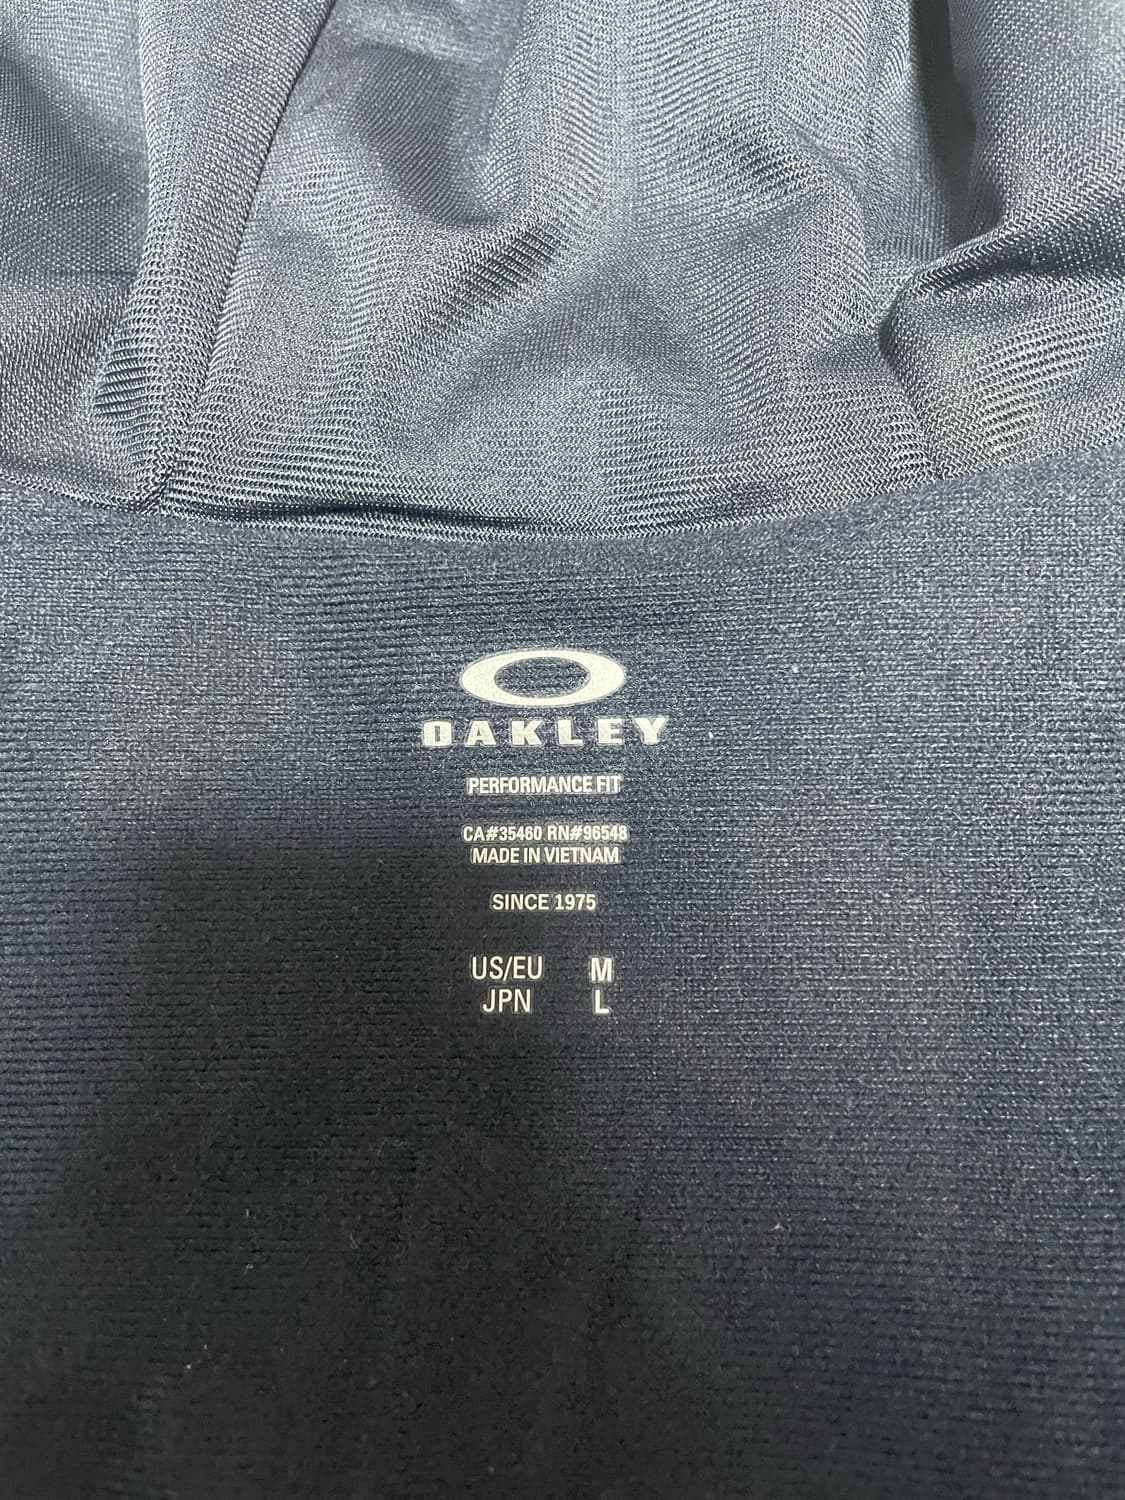 OAKLEY
PERFORMANCE FIT
CA#35460 RN#96548
MADE IN VIETNAM
SINCE 1975
US/EU M
JPN L